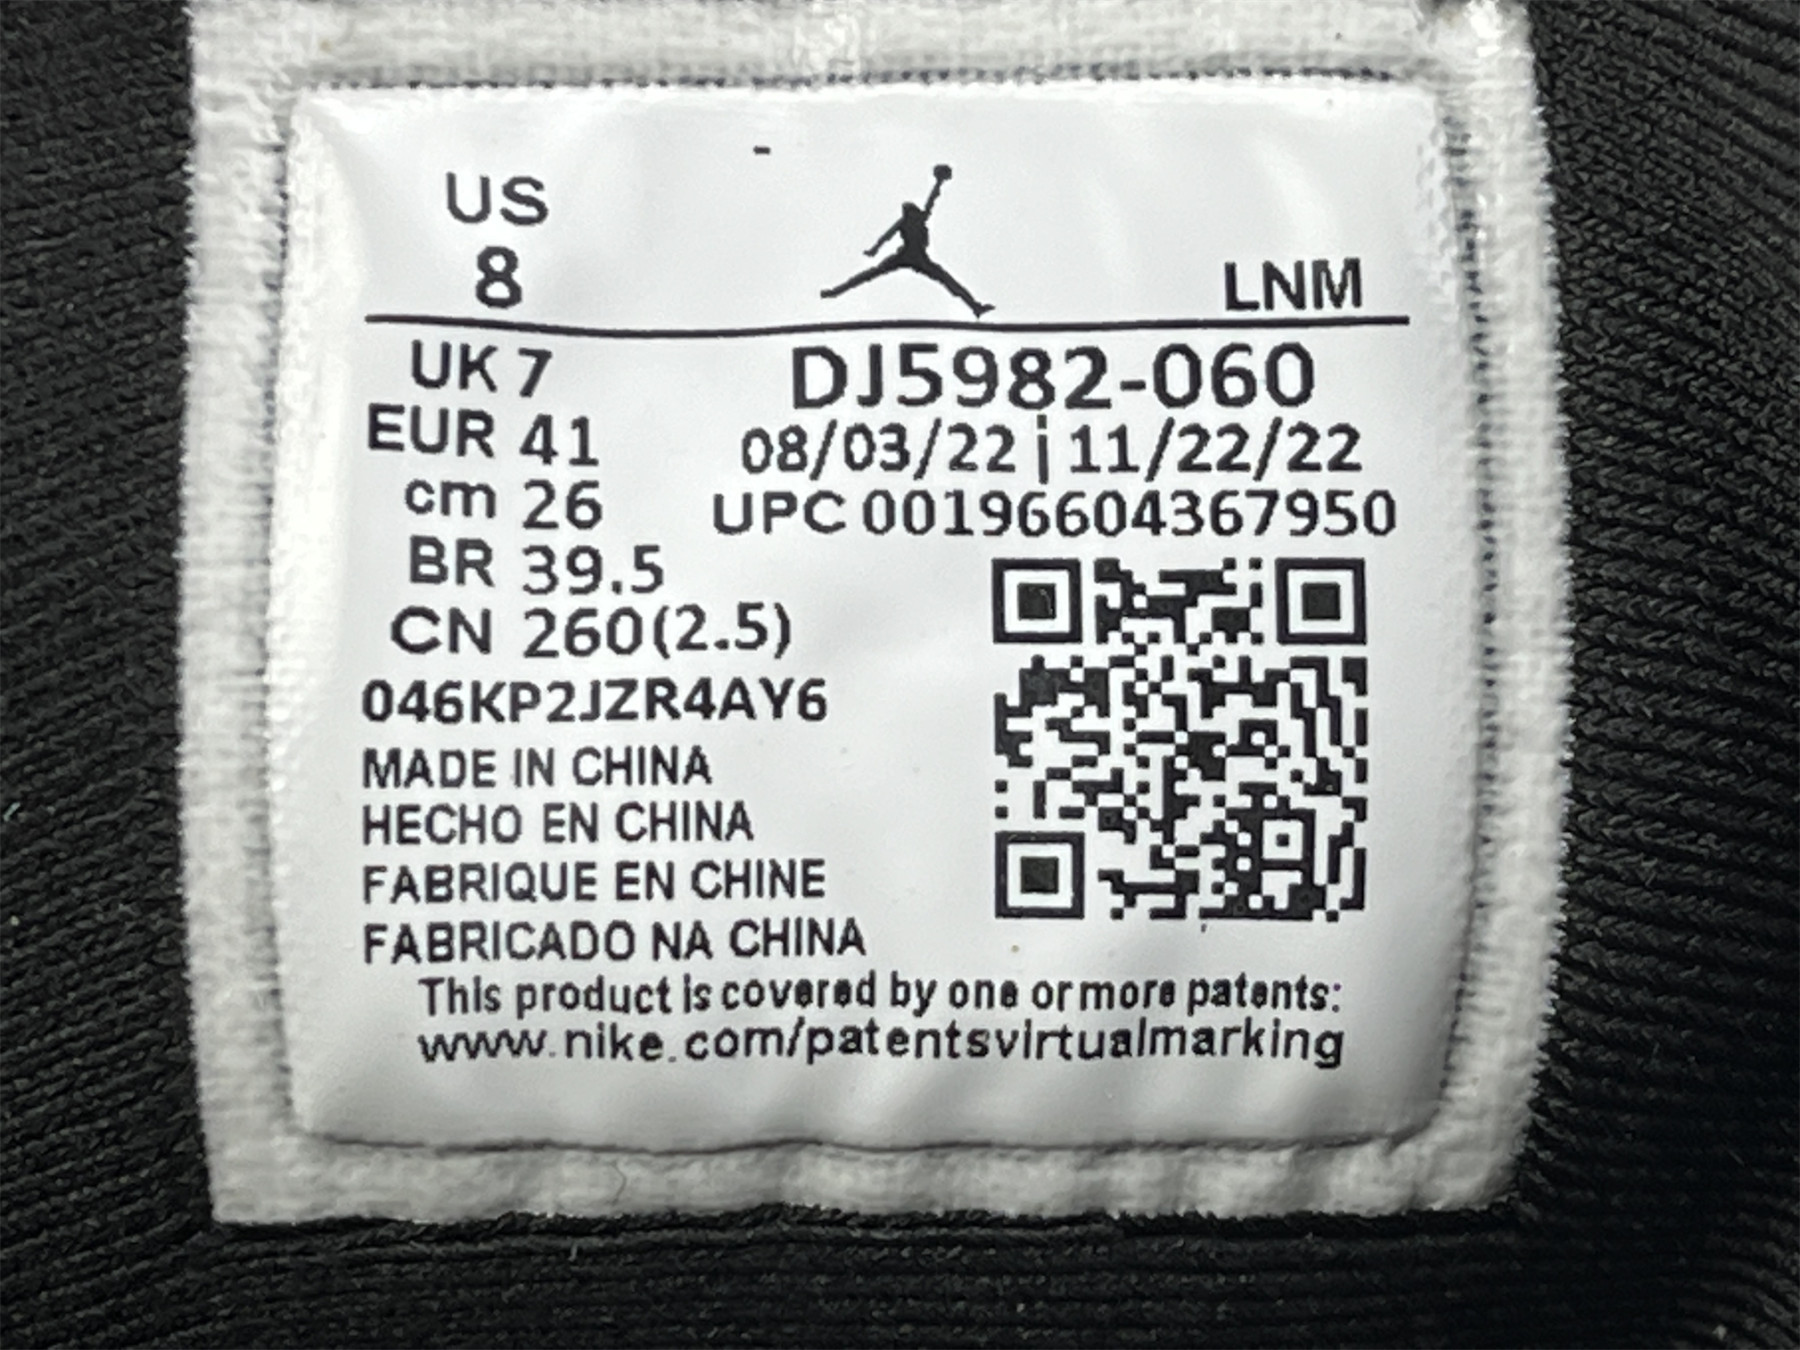 US
8
LNM
UK 7
EUR 41
cm 26
BR 39.5
CN 260(2.5)
DJ5982-060
08/03/22 ¦ 11/22/22
UPC 00196604367950
046KP2JZR4AY6
MADE IN CHINA
HECHO EN CHINA
FABRIQUE EN CHINE
FABRICADO NA CHINA
This product is covered by one or more patents:
www.nike.com/patentsvirtualmarking